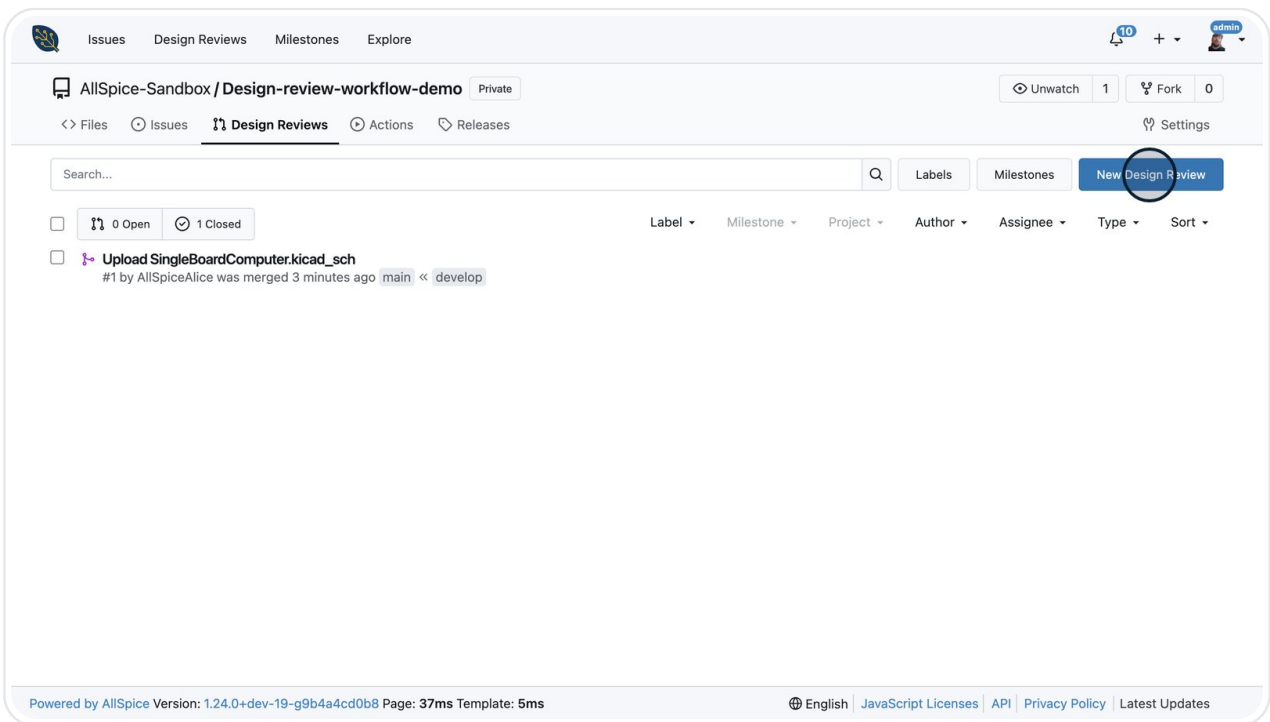 Issues Design Reviews Milestones Explore 10 admin
AllSpice-Sandbox / Design-review-workflow-demo Private Unwatch 1 Fork 0
Files Issues Design Reviews Actions Releases Settings
Search... Labels Milestones New Design Review
0 Open 1 Closed Label Milestone Project Author Assignee Type Sort
Upload SingleBoardComputer.kicad_sch
#1 by AllSpiceAlice was merged 3 minutes ago main « develop
Powered by AllSpice Version: 1.24.0+dev-19-g9b4a4cd0b8 Page: 37ms Template: 5ms English JavaScript Licenses API Privacy Policy Latest Updates